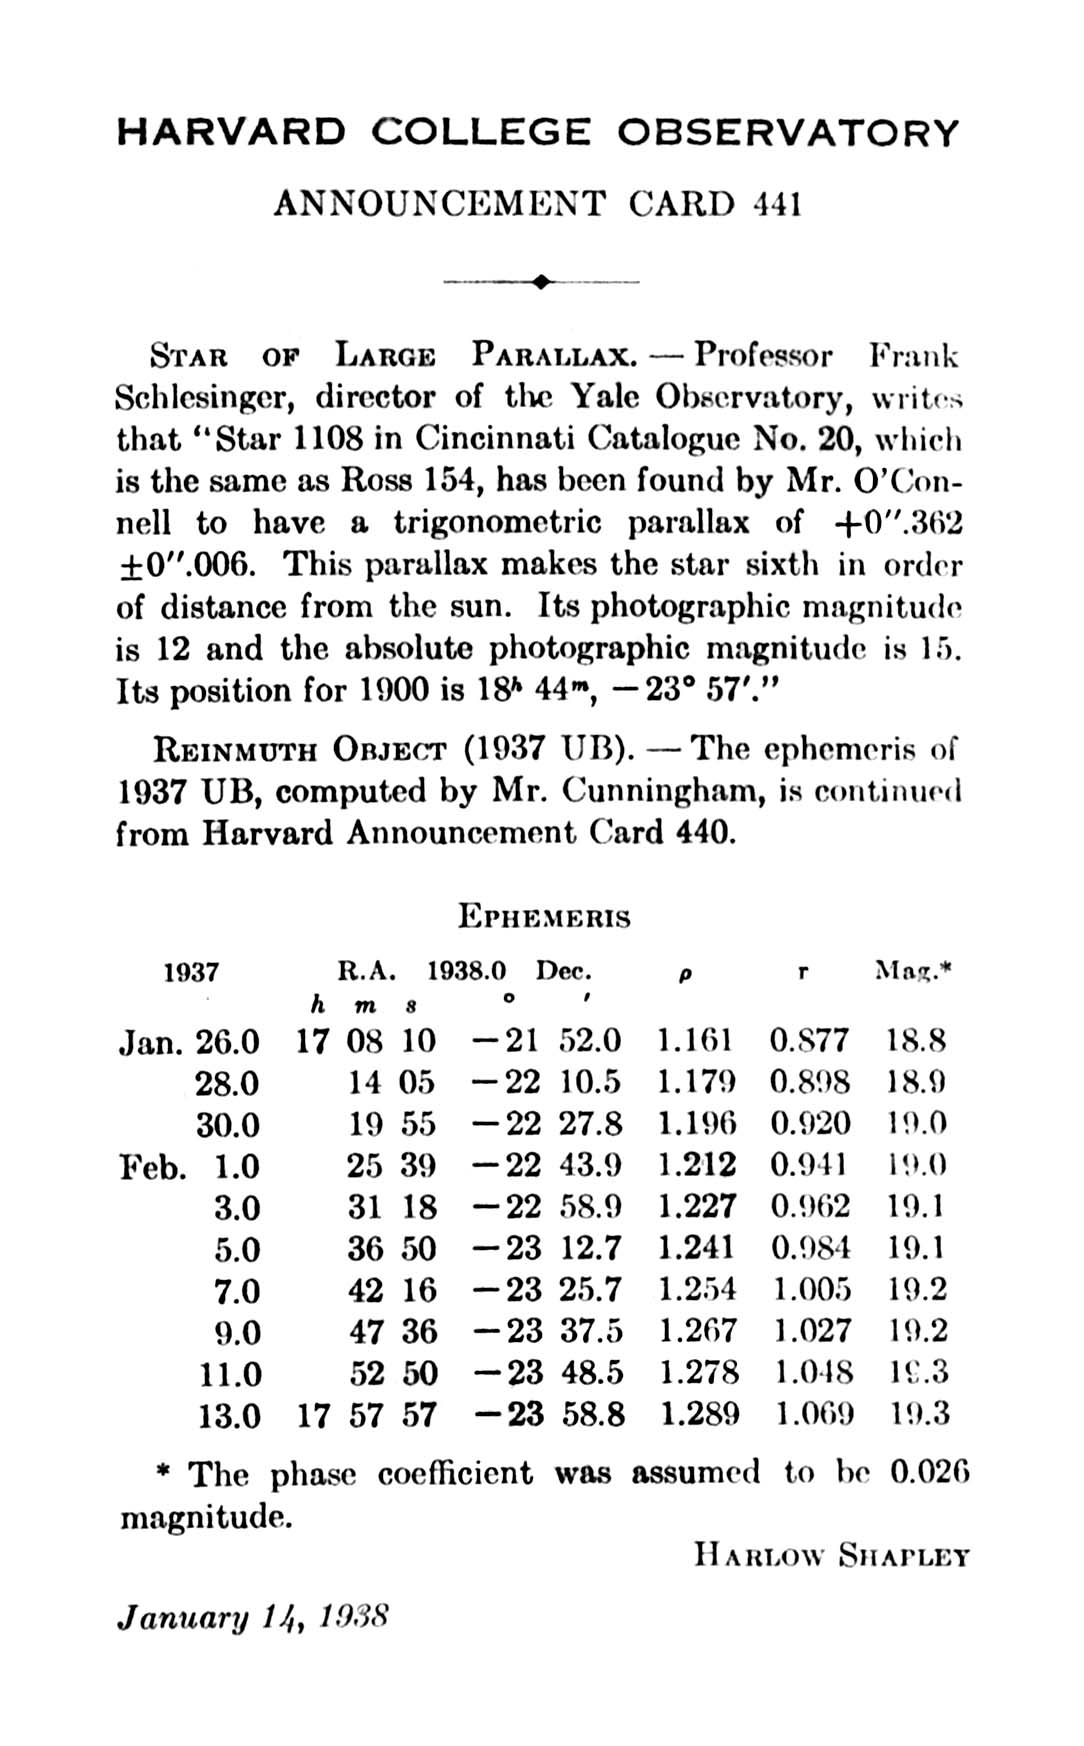 HARVARD COLLEGE OBSERVATORY
ANNOUNCEMENT CARD 441
STAR OF LARGE PARALLAX. — Professor Frank
Schlesinger, director of the Yale Observatory, writes
that “Star 1108 in Cincinnati Catalogue No. 20, which
is the same as Ross 154, has been found by Mr. O’Con-
nell to have a trigonometric parallax of +0″.362
±0″.006. This parallax makes the star sixth in order
of distance from the sun. Its photographic magnitude
is 12 and the absolute photographic magnitude is 15.
Its position for 1900 is 18ʰ 44ᵐ, −23° 57′.”
REINMUTH OBJECT (1937 UB). — The ephemeris of
1937 UB, computed by Mr. Cunningham, is continued
from Harvard Announcement Card 440.
EPHEMERIS
1937 R.A. 1938.0 Dec. ρ r Mag.*
h m s ° ′
Jan. 26.0 17 08 10 −21 52.0 1.161 0.877 18.8
28.0 14 05 −22 10.5 1.179 0.898 18.9
30.0 19 55 −22 27.8 1.196 0.920 19.0
Feb. 1.0 25 39 −22 43.9 1.212 0.941 19.0
3.0 31 18 −22 58.9 1.227 0.962 19.1
5.0 36 50 −23 12.7 1.241 0.984 19.1
7.0 42 16 −23 25.7 1.254 1.005 19.2
9.0 47 36 −23 37.5 1.267 1.027 19.2
11.0 52 50 −23 48.5 1.278 1.048 19.3
13.0 17 57 57 −23 58.8 1.289 1.069 19.3
* The phase coefficient was assumed to be 0.026
magnitude.
HARLOW SHAPLEY
January 14, 1938